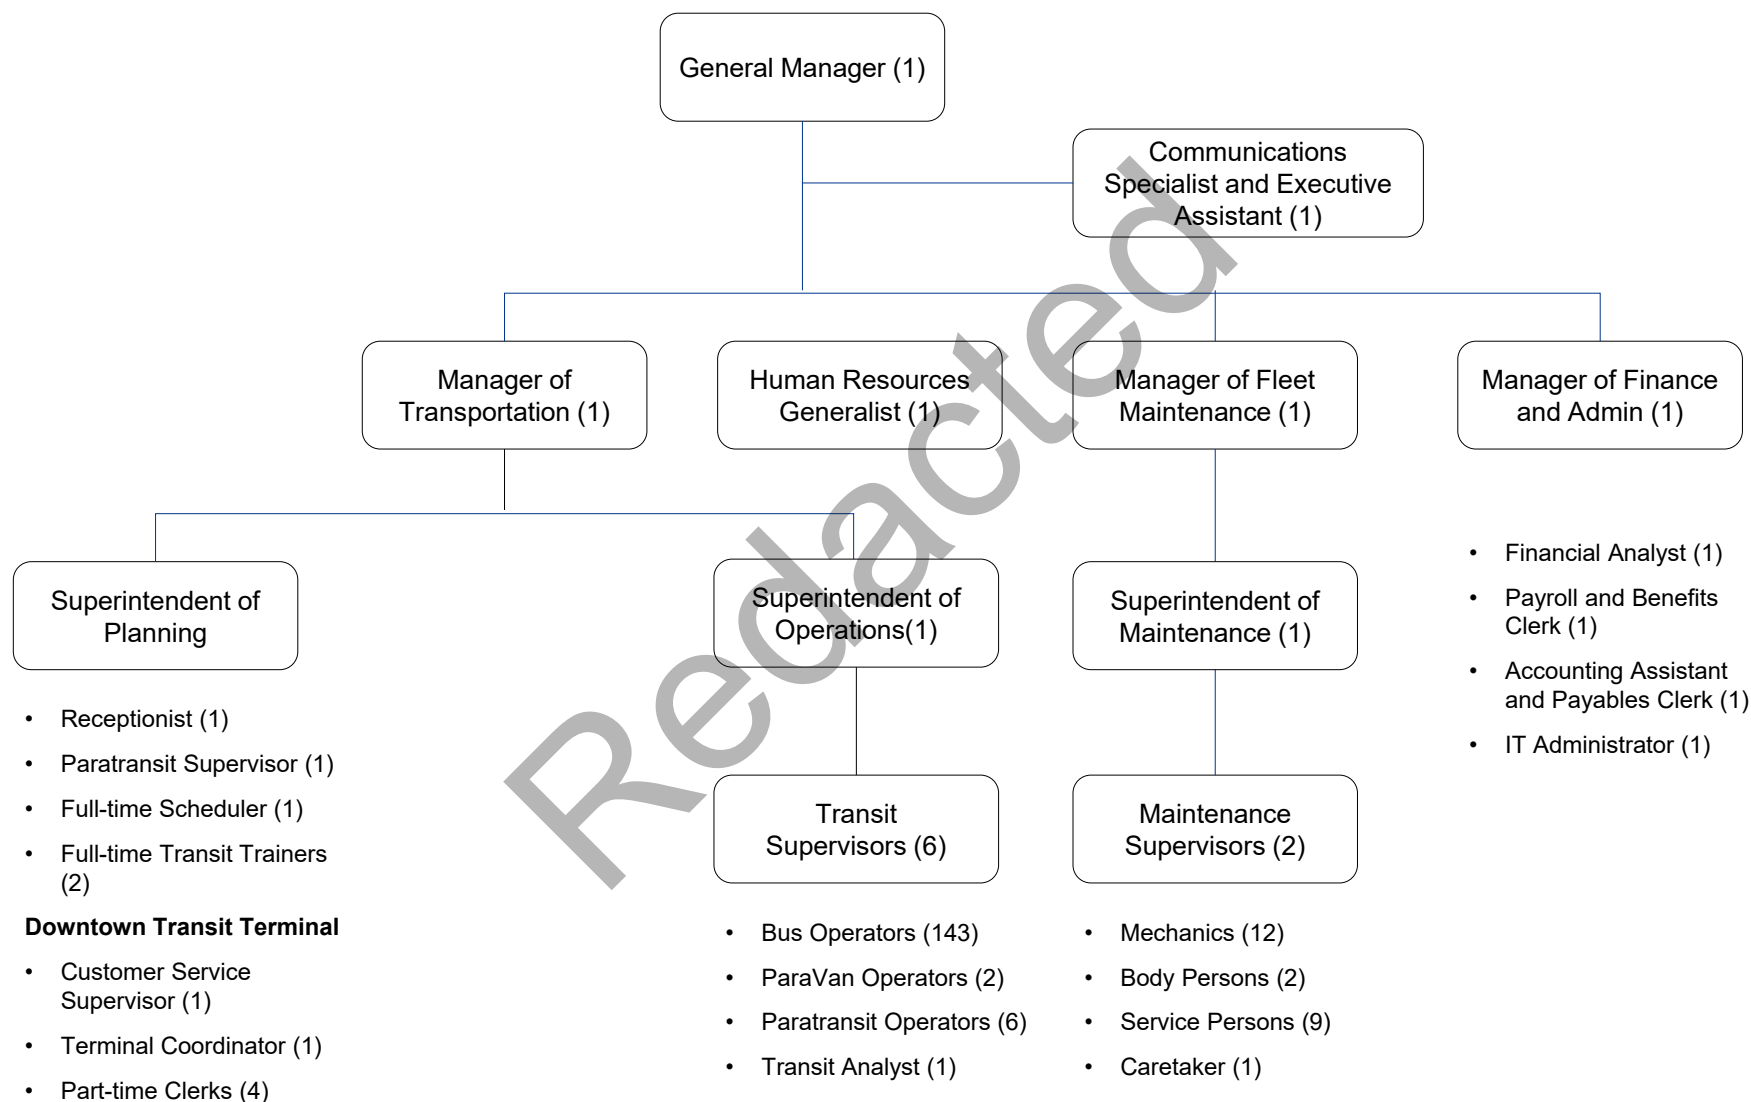 General Manager (1)
Communications
Specialist and Executive
Assistant (1)
Manager of
Transportation (1)
Human Resources
Generalist (1)
Manager of Fleet
Maintenance (1)
Manager of Finance
and Admin (1)
Superintendent of
Planning
Superintendent of
Operations(1)
Superintendent of
Maintenance (1)
• Financial Analyst (1)
• Payroll and Benefits
Clerk (1)
• Accounting Assistant
and Payables Clerk (1)
• IT Administrator (1)
• Receptionist (1)
• Paratransit Supervisor (1)
• Full-time Scheduler (1)
• Full-time Transit Trainers
(2)
Downtown Transit Terminal
• Customer Service
Supervisor (1)
• Terminal Coordinator (1)
• Part-time Clerks (4)
Transit
Supervisors (6)
• Bus Operators (143)
• ParaVan Operators (2)
• Paratransit Operators (6)
• Transit Analyst (1)
Maintenance
Supervisors (2)
• Mechanics (12)
• Body Persons (2)
• Service Persons (9)
• Caretaker (1)
Redacted